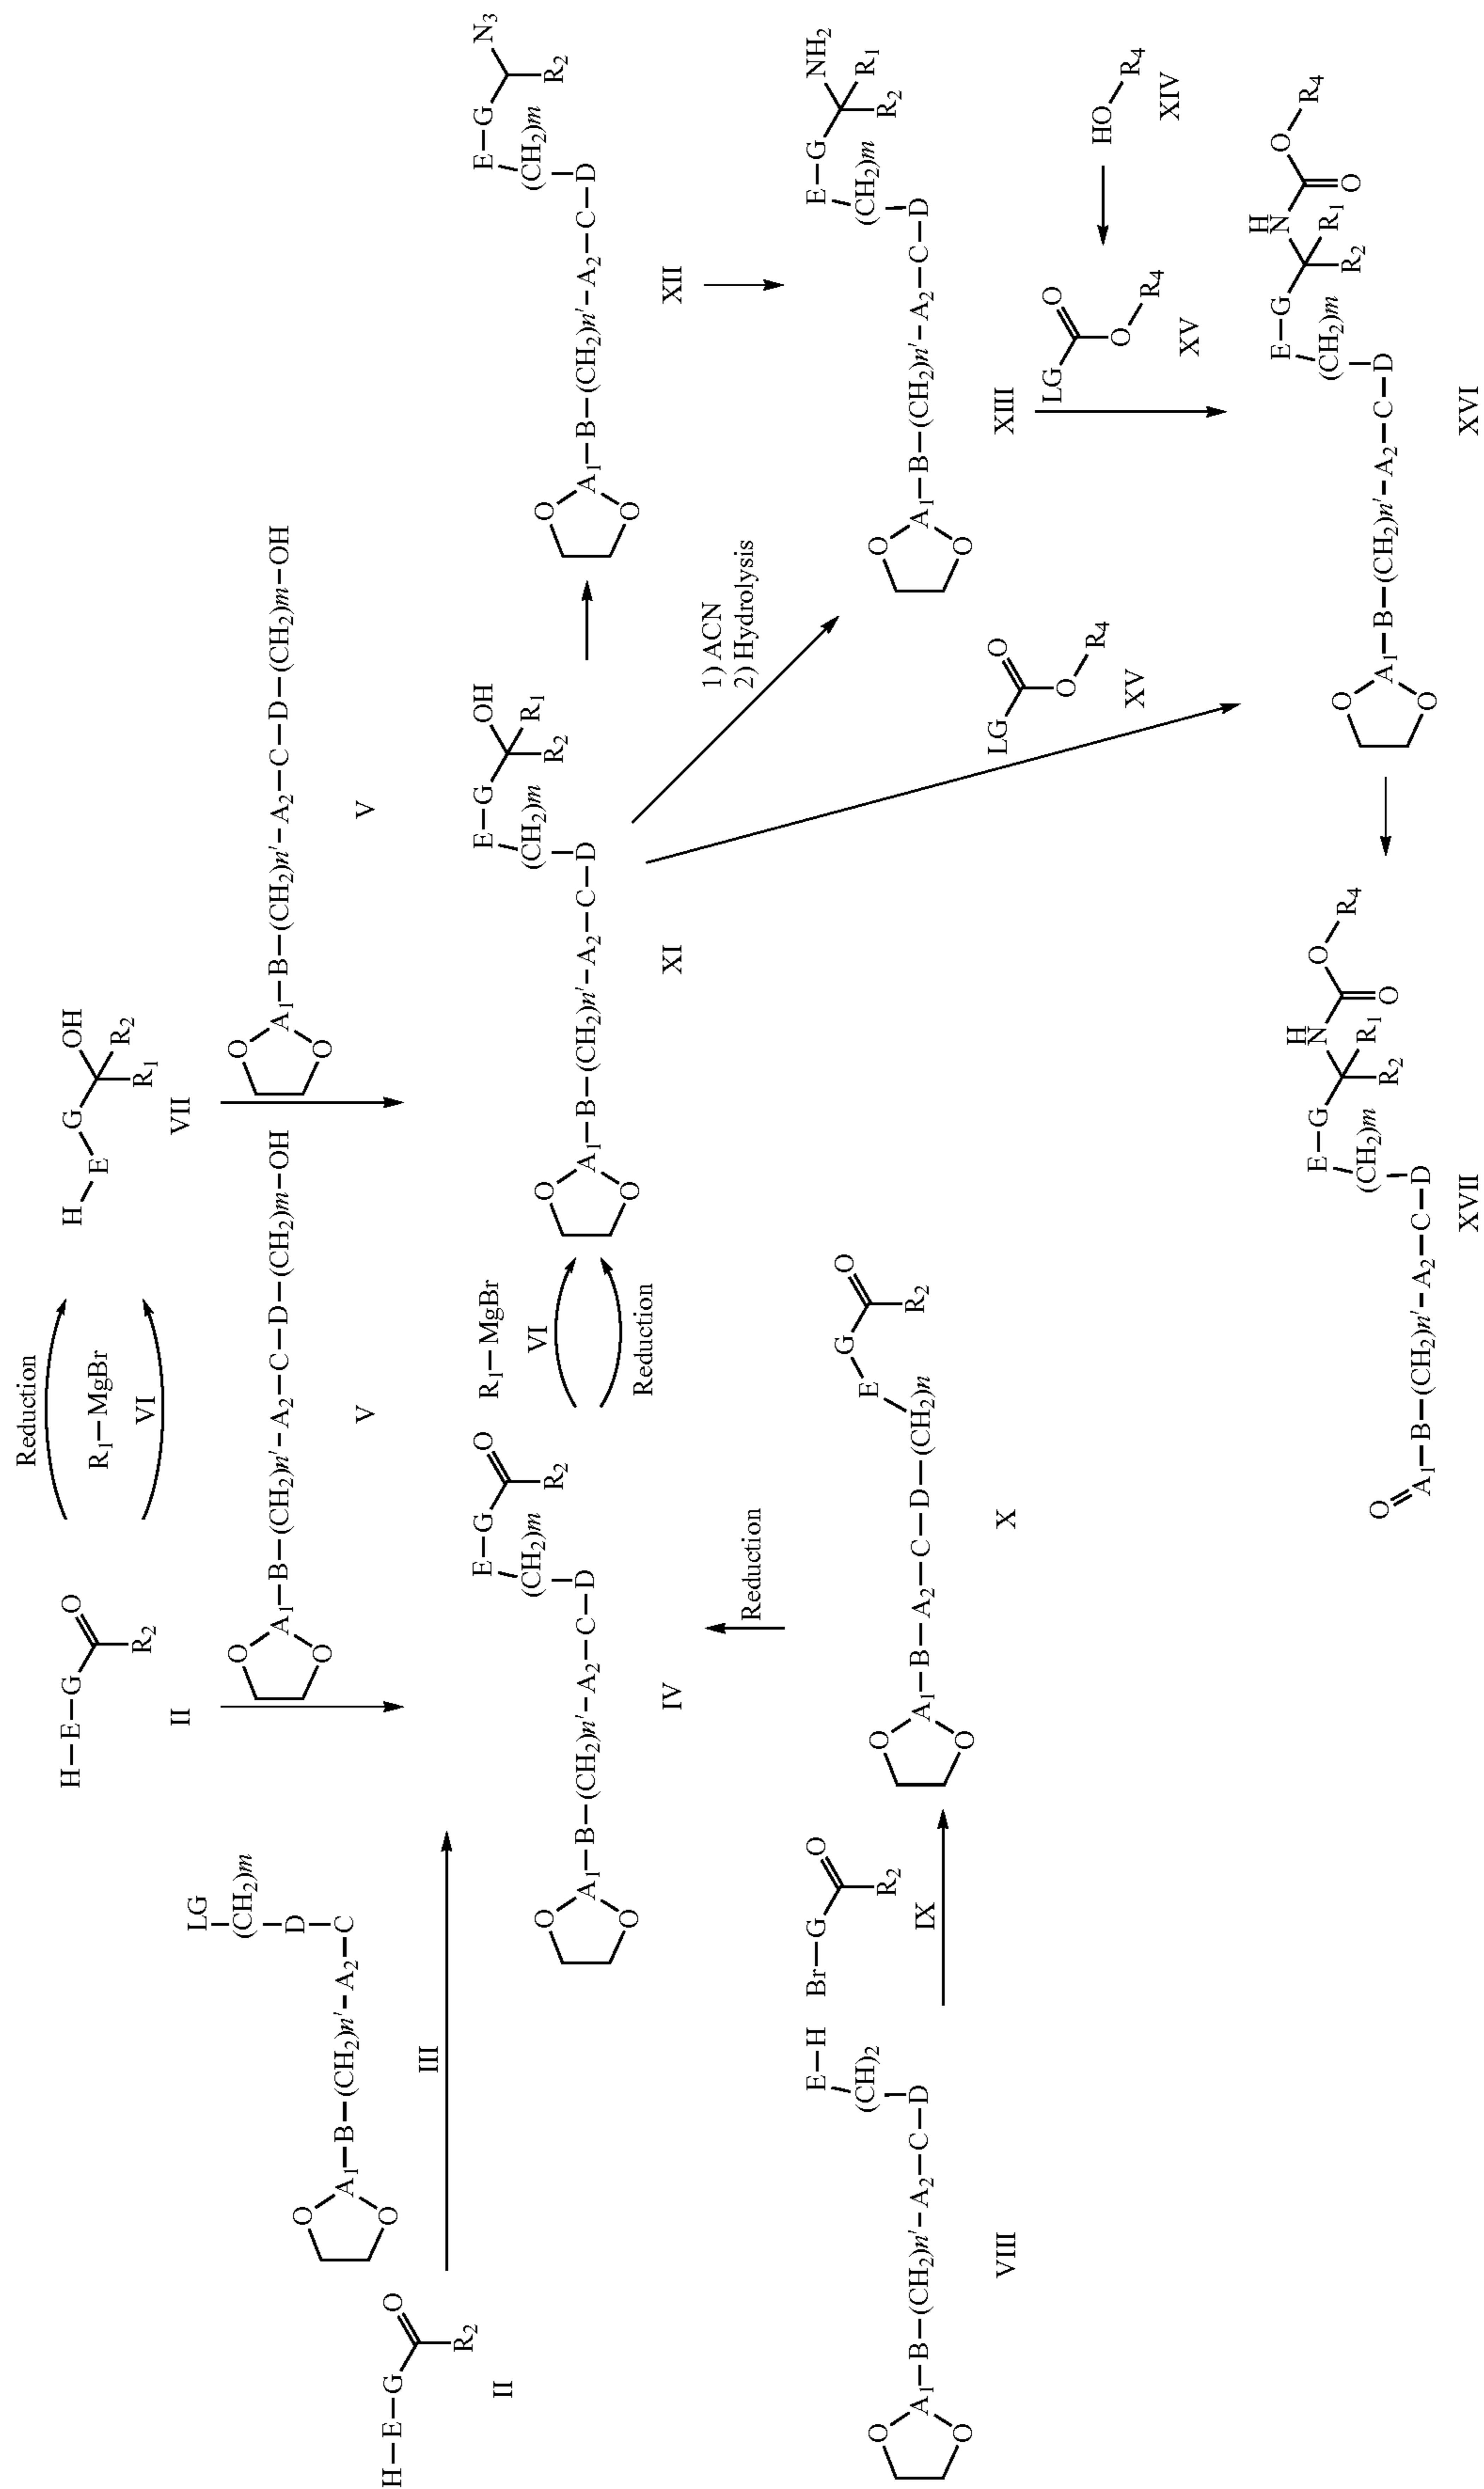 Reduction
R1—MgBr
VI
H—E—G O R2
II
H E G OH R1 R2
VII
O O A1—B—(CH2)n'—A2—C—D—(CH2)m—OH
V
O O A1—B—(CH2)n'—A2—C—D—(CH2)m—OH
V
H—E—G O R2
II
O O A1—B—(CH2)n'—A2—C D (CH2)m LG
III
O O A1—B—(CH2)n'—A2—C—D (CH2)m E—G O R2
IV
R1—MgBr
VI
Reduction
O O A1—B—(CH2)n'—A2—C—D (CH2)m E—G OH R1 R2
XI
O O A1—B—(CH2)n'—A2—C—D (CH2)m E—G N3 R2
XII
O O A1—B—(CH2)n'—A2—C—D (CH)2 E—H
VIII
Br—G O R2
IX
O O A1—B—A2—C—D—(CH2)n E G O R2
X
Reduction
1) ACN
2) Hydrolysis
O O A1—B—(CH2)n'—A2—C—D (CH2)m E—G NH2 R1 R2
XIII
LG O O R4
XV
LG O O R4
XV
HO R4
XIV
O O A1—B—(CH2)n'—A2—C—D (CH2)m E—G H N R1 R2 O O R4
XVI
O A1—B—(CH2)n'—A2—C—D (CH2)m E—G H N R1 R2 O O R4
XVII